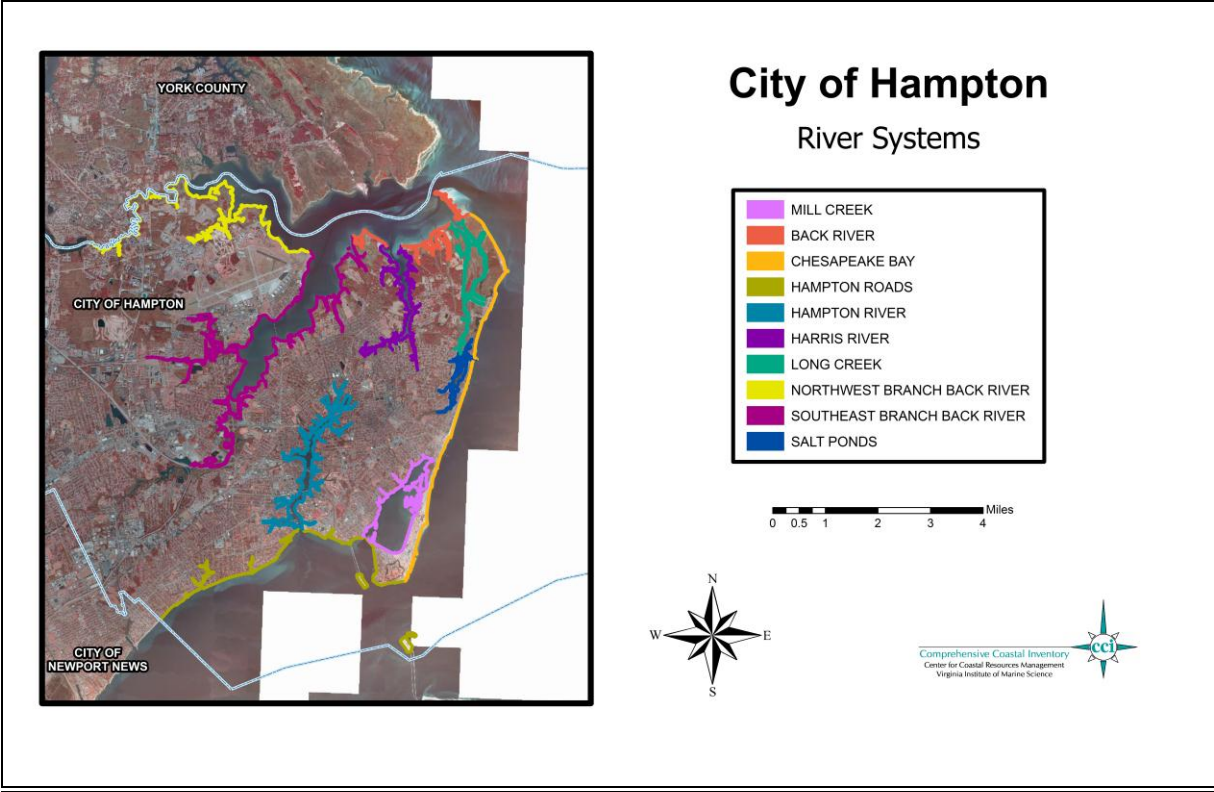 City of Hampton
River Systems
YORK COUNTY
CITY OF HAMPTON
CITY OF
NEWPORT NEWS
MILL CREEK
BACK RIVER
CHESAPEAKE BAY
HAMPTON ROADS
HAMPTON RIVER
HARRIS RIVER
LONG CREEK
NORTHWEST BRANCH BACK RIVER
SOUTHEAST BRANCH BACK RIVER
SALT PONDS
Miles
0 0.5 1 2 3 4
N
W E
S
Comprehensive Coastal Inventory
Center for Coastal Resources Management
Virginia Institute of Marine Science
cci